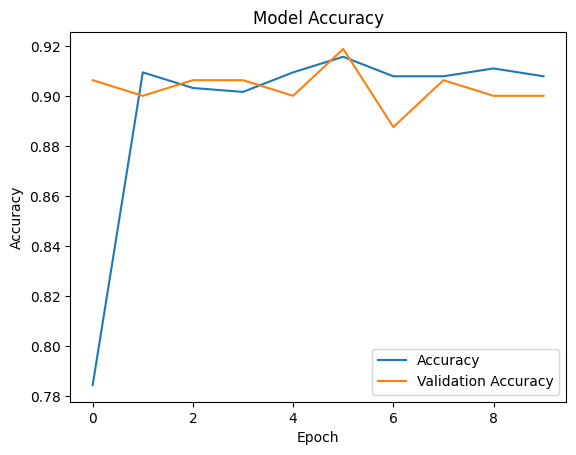 Model Accuracy
Accuracy
0.92
0.90
0.88
0.86
0.84
0.82
0.80
0.78
0
2
4
6
8
Epoch
Accuracy
Validation Accuracy